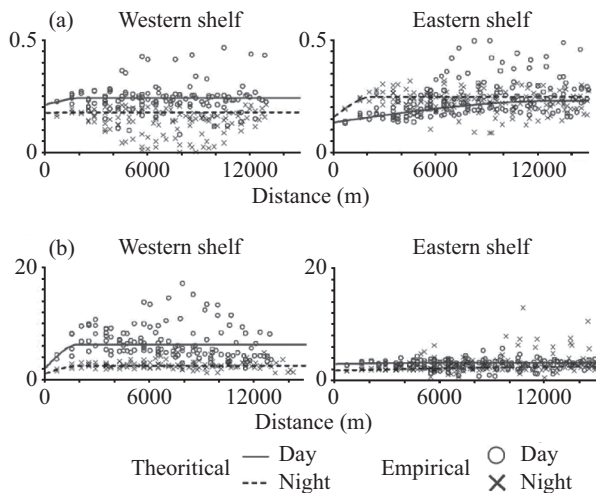 (a) Western shelf Eastern shelf
0.5 0.5
0 0
6000 12000 0 6000 12000
Distance (m)
(b) Western shelf Eastern shelf
20 20
0 0
0 6000 12000 0 6000 12000
Distance (m)
Theoritical Day Empirical Day
Night Night